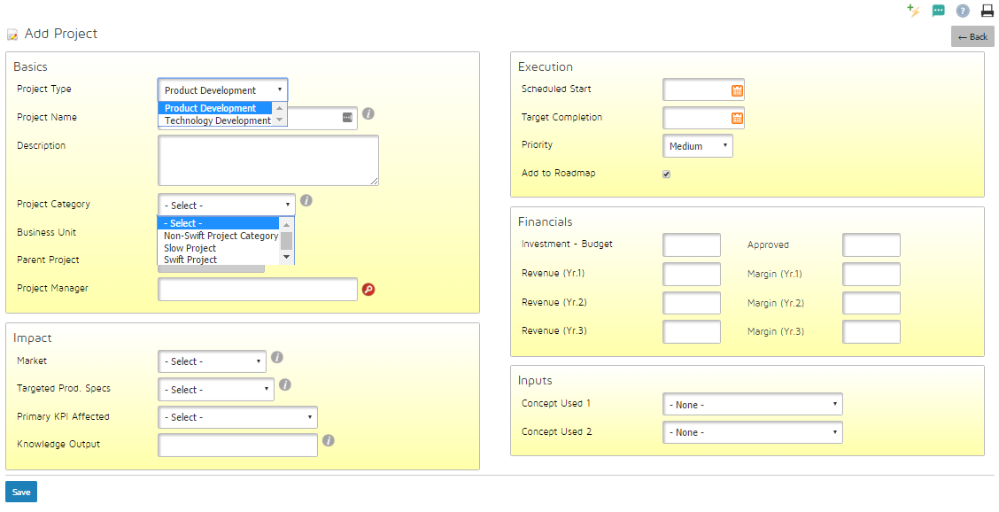 Add Project
← Back
Basics
Project Type
Product Development
Product Development
Technology Development
Project Name
Description
Project Category
- Select -
- Select -
Non-Swift Project Category
Slow Project
Swift Project
Business Unit
Parent Project
Project Manager
Impact
Market
- Select -
Targeted Prod. Specs
- Select -
Primary KPI Affected
- Select -
Knowledge Output
Execution
Scheduled Start
Target Completion
Priority
Medium
Add to Roadmap
Financials
Investment - Budget
Approved
Revenue (Yr.1)
Margin (Yr.1)
Revenue (Yr.2)
Margin (Yr.2)
Revenue (Yr.3)
Margin (Yr.3)
Inputs
Concept Used 1
- None -
Concept Used 2
- None -
Save